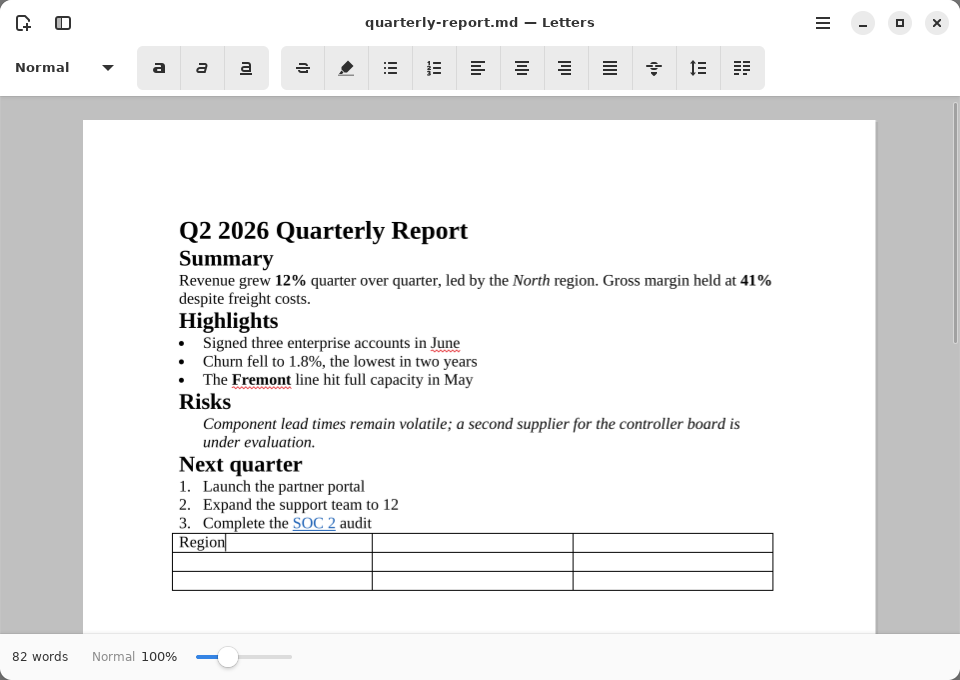 quarterly-report.md — Letters
Normal
Q2 2026 Quarterly Report
Summary
Revenue grew 12% quarter over quarter, led by the North region. Gross margin held at 41%
despite freight costs.
Highlights
• Signed three enterprise accounts in June
• Churn fell to 1.8%, the lowest in two years
• The Fremont line hit full capacity in May
Risks
Component lead times remain volatile; a second supplier for the controller board is
under evaluation.
Next quarter
1. Launch the partner portal
2. Expand the support team to 12
3. Complete the SOC 2 audit
Region
82 words Normal 100%